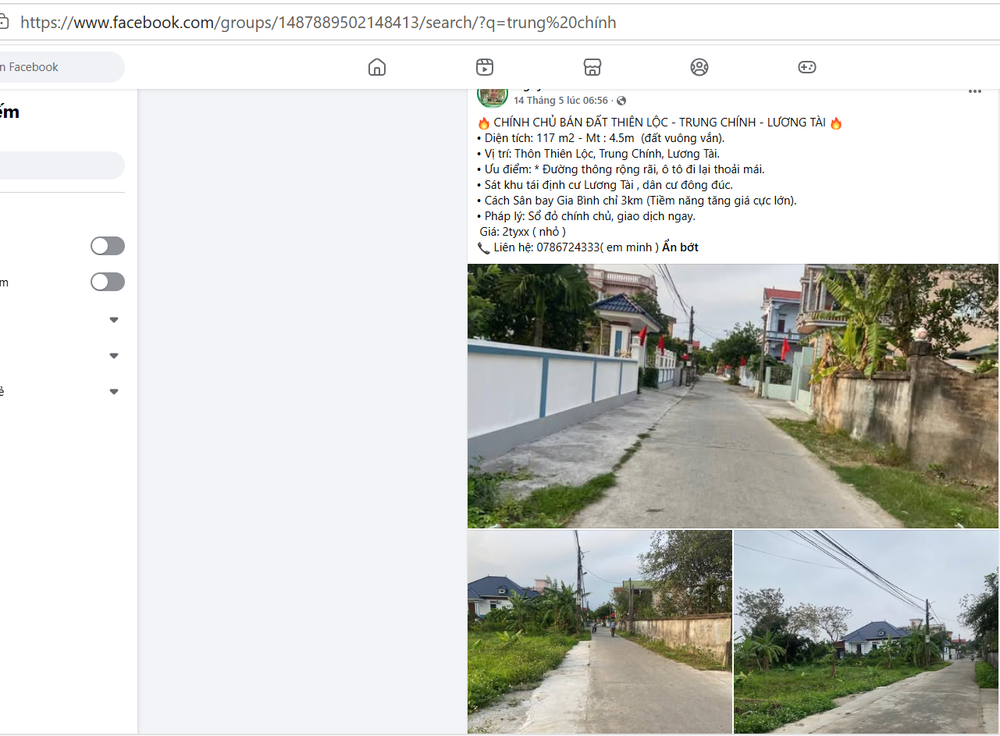 https://www.facebook.com/groups/1487889502148413/search/?q=trung%20chính
n Facebook
ếm
m
ẻ
14 Tháng 5 lúc 06:56 ·
🔥 CHÍNH CHỦ BÁN ĐẤT THIÊN LỘC - TRUNG CHÍNH - LƯƠNG TÀI 🔥
• Diện tích: 117 m2 - Mt : 4.5m (đất vuông vắn).
• Vị trí: Thôn Thiên Lộc, Trung Chính, Lương Tài.
• Ưu điểm: * Đường thông rộng rãi, ô tô đi lại thoải mái.
• Sát khu tái định cư Lương Tài , dân cư đông đúc.
• Cách Sân bay Gia Bình chỉ 3km (Tiềm năng tăng giá cực lớn).
• Pháp lý: Sổ đỏ chính chủ, giao dịch ngay.
Giá: 2tyxx ( nhỏ )
📞 Liên hệ: 0786724333( em minh ) Ẩn bớt